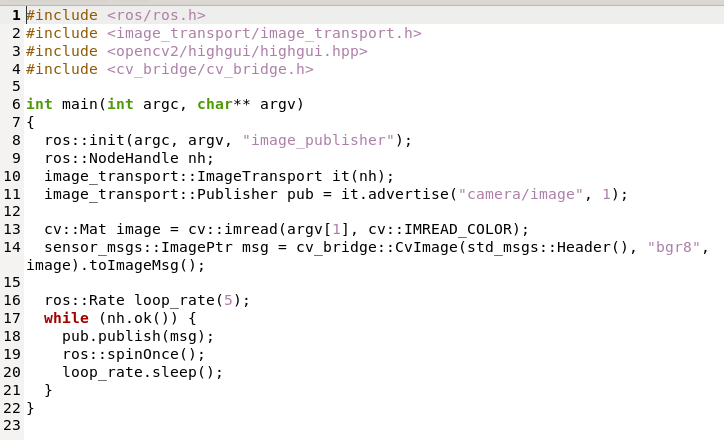 1 #include <ros/ros.h>
2 #include <image_transport/image_transport.h>
3 #include <opencv2/highgui/highgui.hpp>
4 #include <cv_bridge/cv_bridge.h>
5
6 int main(int argc, char** argv)
7 {
8   ros::init(argc, argv, "image_publisher");
9   ros::NodeHandle nh;
10   image_transport::ImageTransport it(nh);
11   image_transport::Publisher pub = it.advertise("camera/image", 1);
12
13   cv::Mat image = cv::imread(argv[1], cv::IMREAD_COLOR);
14   sensor_msgs::ImagePtr msg = cv_bridge::CvImage(std_msgs::Header(), "bgr8",
image).toImageMsg();
15
16   ros::Rate loop_rate(5);
17   while (nh.ok()) {
18     pub.publish(msg);
19     ros::spinOnce();
20     loop_rate.sleep();
21   }
22 }
23